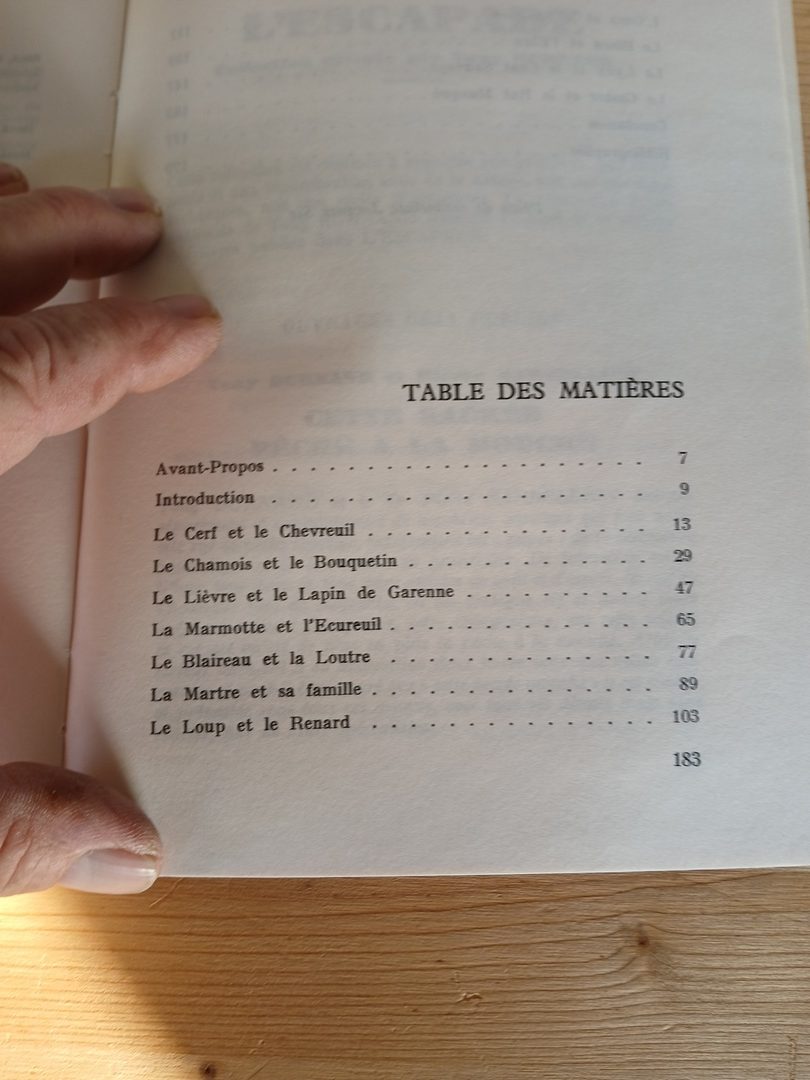 TABLE DES MATIÈRES
Avant-Propos . . . . . . . . . . . . . . . . . . . . 7
Introduction . . . . . . . . . . . . . . . . . . . . 9
Le Cerf et le Chevreuil . . . . . . . . . . . . . . . 13
Le Chamois et le Bouquetin . . . . . . . . . . . . . 29
Le Lièvre et le Lapin de Garenne . . . . . . . . . . 47
La Marmotte et l'Ecureuil . . . . . . . . . . . . . . 65
Le Blaireau et la Loutre . . . . . . . . . . . . . . 77
La Martre et sa famille . . . . . . . . . . . . . . . 89
Le Loup et le Renard . . . . . . . . . . . . . . . 103
183